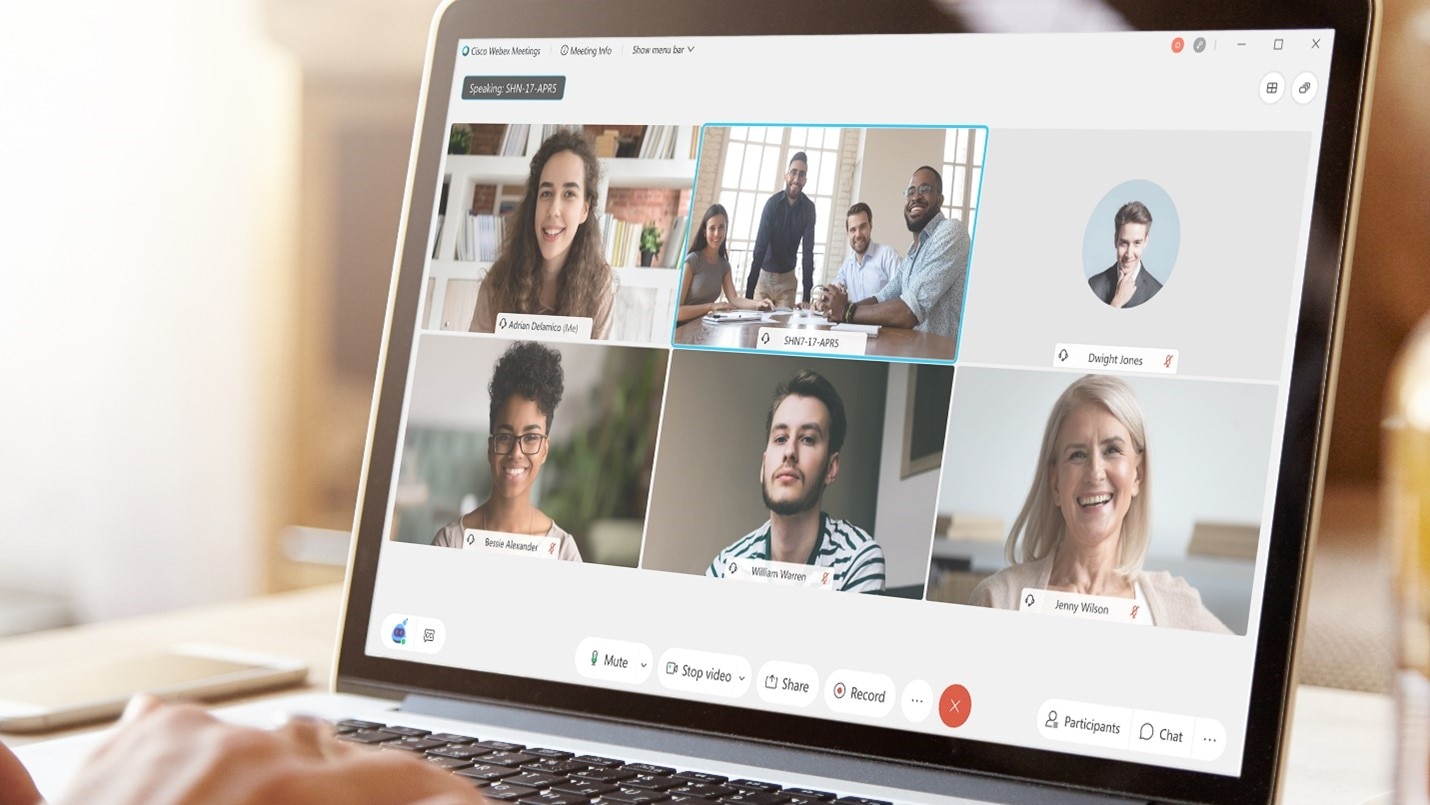 Cisco Webex Meetings
Meeting Info
Show menu bar
Speaking: SHN-17-APR5
Adrian Delamico (Me)
SHN7-17-APR5
Dwight Jones
Bessie Alexander
William Warren
Jenny Wilson
CC
Mute
Stop video
Share
Record
Participants
Chat